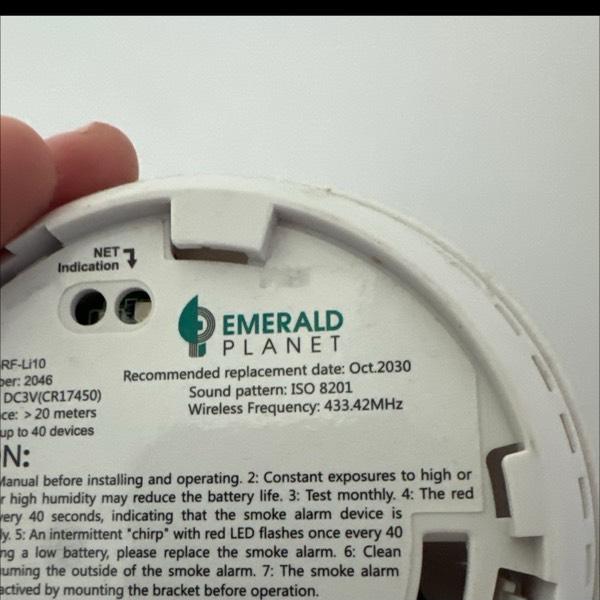 NET
Indication
EMERALD
PLANET
Recommended replacement date: Oct.2030
Sound pattern: ISO 8201
Wireless Frequency: 433.42MHz
RF-Li10
ber: 2046
DC3V(CR17450)
ce: > 20 meters
up to 40 devices
N:
Manual before installing and operating. 2: Constant exposures to high or
r high humidity may reduce the battery life. 3: Test monthly. 4: The red
very 40 seconds, indicating that the smoke alarm device is
ly. 5: An intermittent "chirp" with red LED flashes once every 40
ng a low battery, please replace the smoke alarm. 6: Clean
uming the outside of the smoke alarm. 7: The smoke alarm
actived by mounting the bracket before operation.